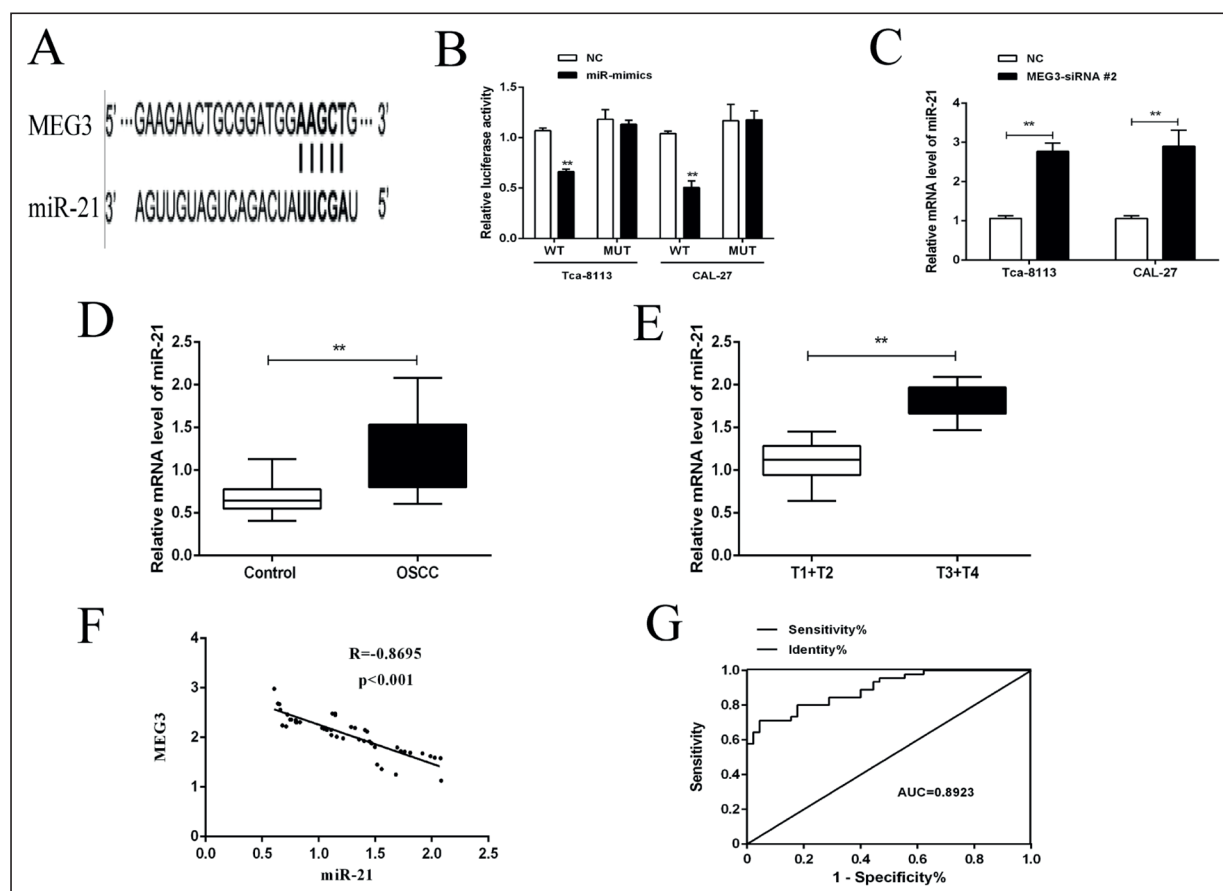 A
MEG3 5' ···GAAGAACTGCGGATGGAAGCTG··· 3'
miR-21 3' AGUUGUAGUCAGACUAUUCGAU 5'
B
NC
miR-mimics
Relative luciferase activity
1.5
1.0
0.5
0.0
** **
WT MUT WT MUT
Tca-8113 CAL-27
C
NC
MEG3-siRNA #2
Relative mRNA level of miR-21
4
3
2
1
0
** **
Tca-8113 CAL-27
D
Relative mRNA level of miR-21
2.5
2.0
1.5
1.0
0.5
0.0
**
Control OSCC
E
Relative mRNA level of miR-21
2.5
2.0
1.5
1.0
0.5
0.0
**
T1+T2 T3+T4
F
MEG3
4
3
2
1
0
R=-0.8695
p<0.001
0.0 0.5 1.0 1.5 2.0 2.5
miR-21
G
Sensitivity%
Identity%
Sensitivity
1.0
0.8
0.6
0.4
0.2
0
AUC=0.8923
0 0.2 0.4 0.6 0.8 1.0
1 - Specificity%